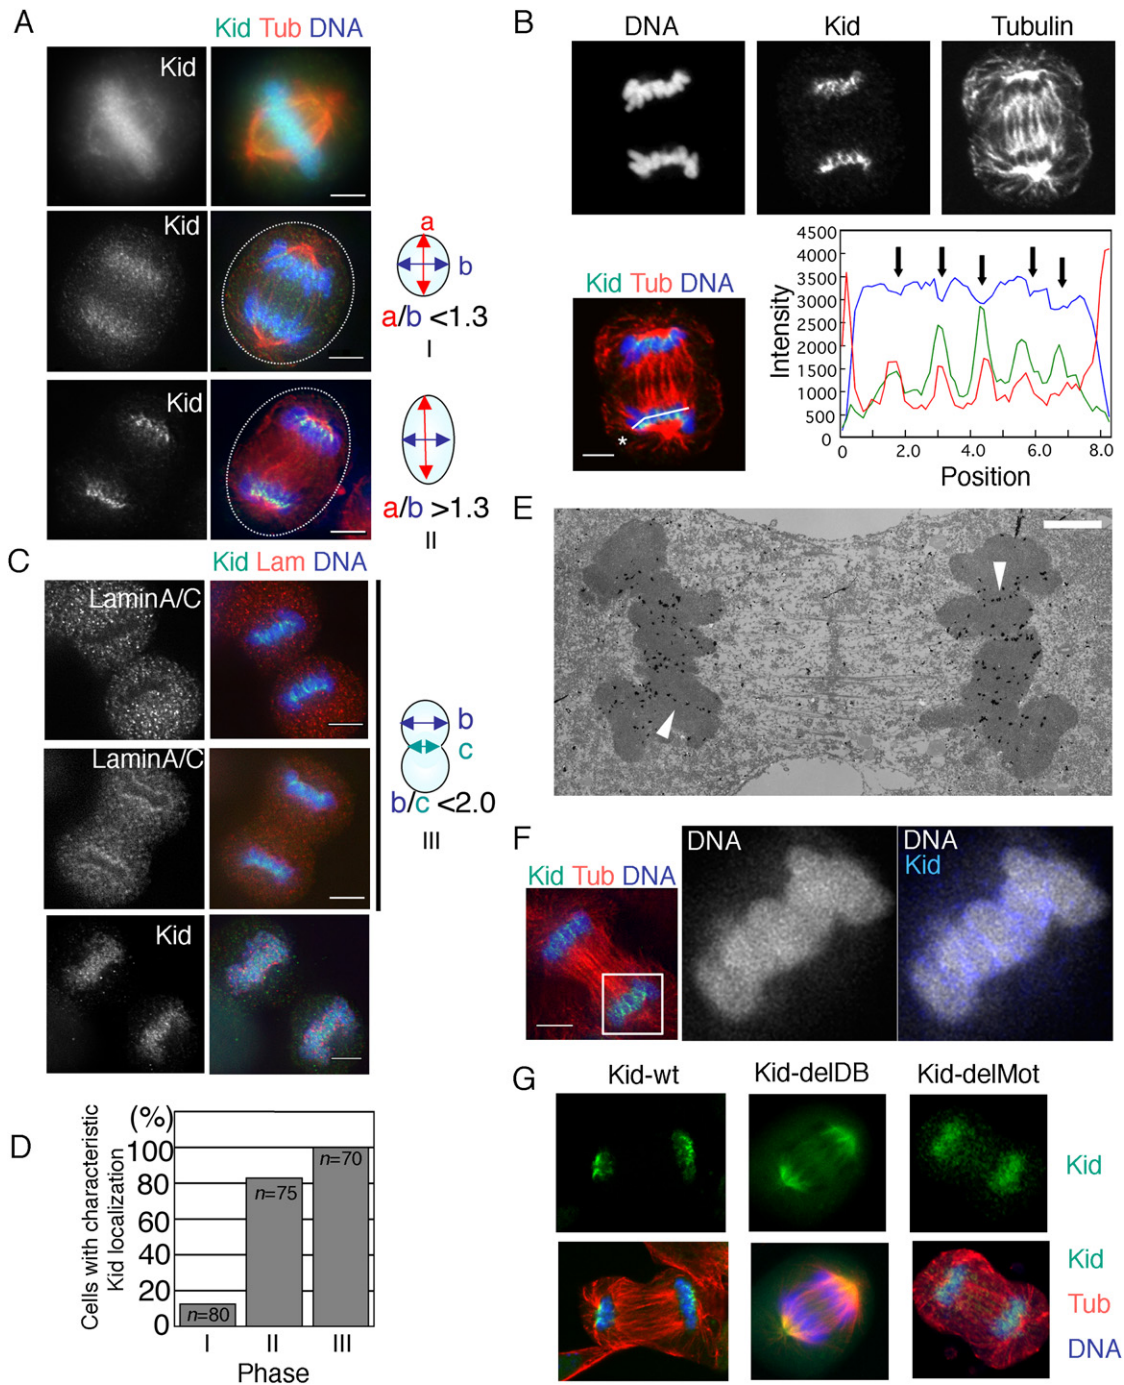 A
Kid Tub DNA
Kid
Kid
a
b
a/b <1.3
I
Kid
a/b >1.3
II
B
DNA
Kid
Tubulin
Kid Tub DNA
*
4500
4000
3500
3000
2500
2000
1500
1000
500
0
Intensity
0
2.0
4.0
6.0
8.0
Position
C
Kid Lam DNA
LaminA/C
LaminA/C
b
c
b/c <2.0
III
Kid
D
(%)
100
80
60
40
20
0
Cells with characteristic
Kid localization
n=80
n=75
n=70
I
II
III
Phase
E
F
Kid Tub DNA
DNA
DNA
Kid
G
Kid-wt
Kid-delDB
Kid-delMot
Kid
Kid
Tub
DNA